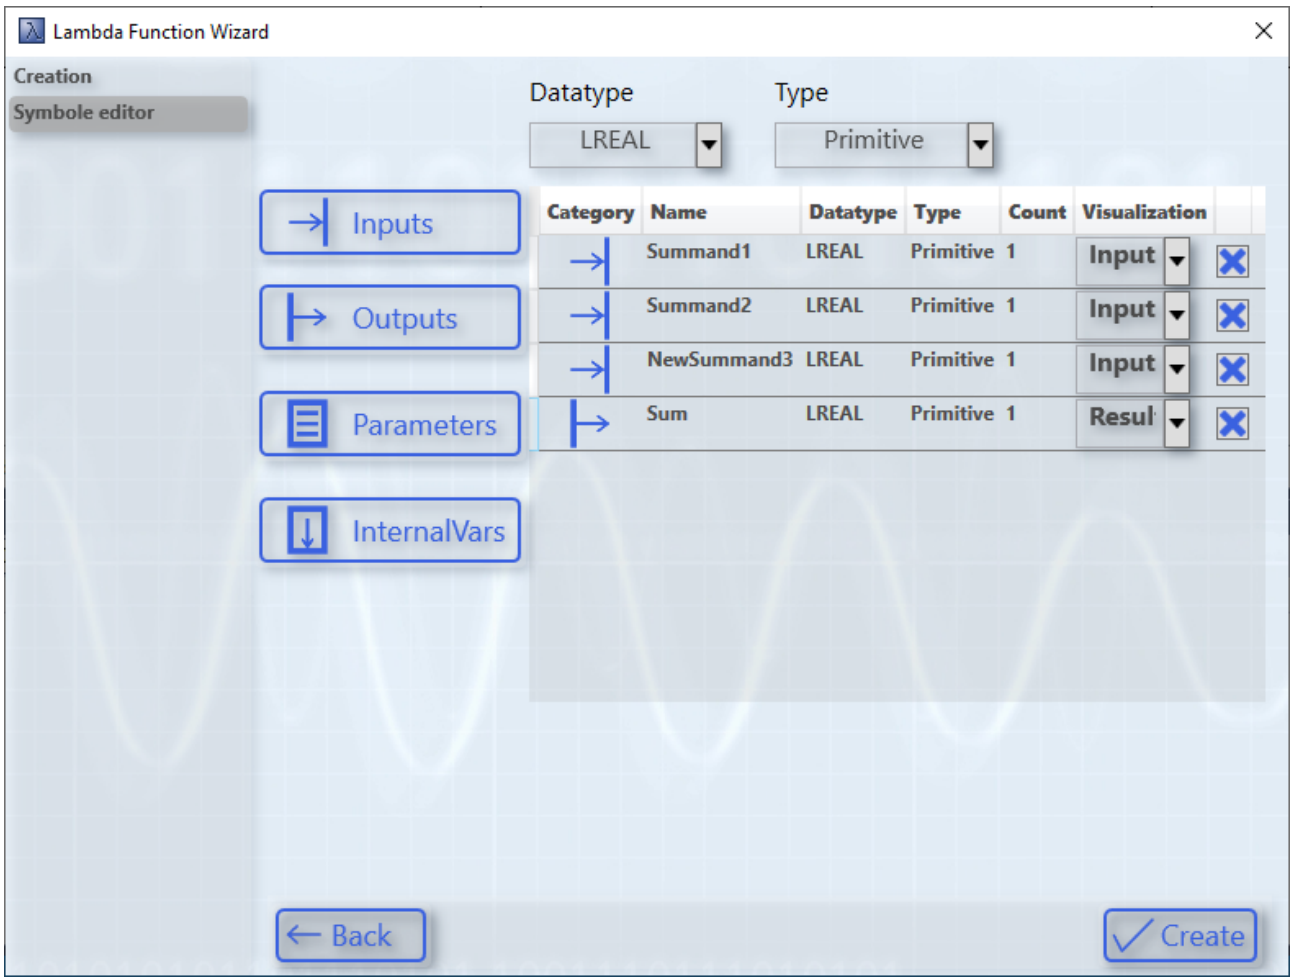 Lambda Function Wizard
Creation
Symbole editor
Datatype Type
LREAL Primitive
Inputs
Outputs
Parameters
InternalVars
Category Name Datatype Type Count Visualization
Summand1 LREAL Primitive 1 Input
Summand2 LREAL Primitive 1 Input
NewSummand3 LREAL Primitive 1 Input
Sum LREAL Primitive 1 Resul
Back
Create